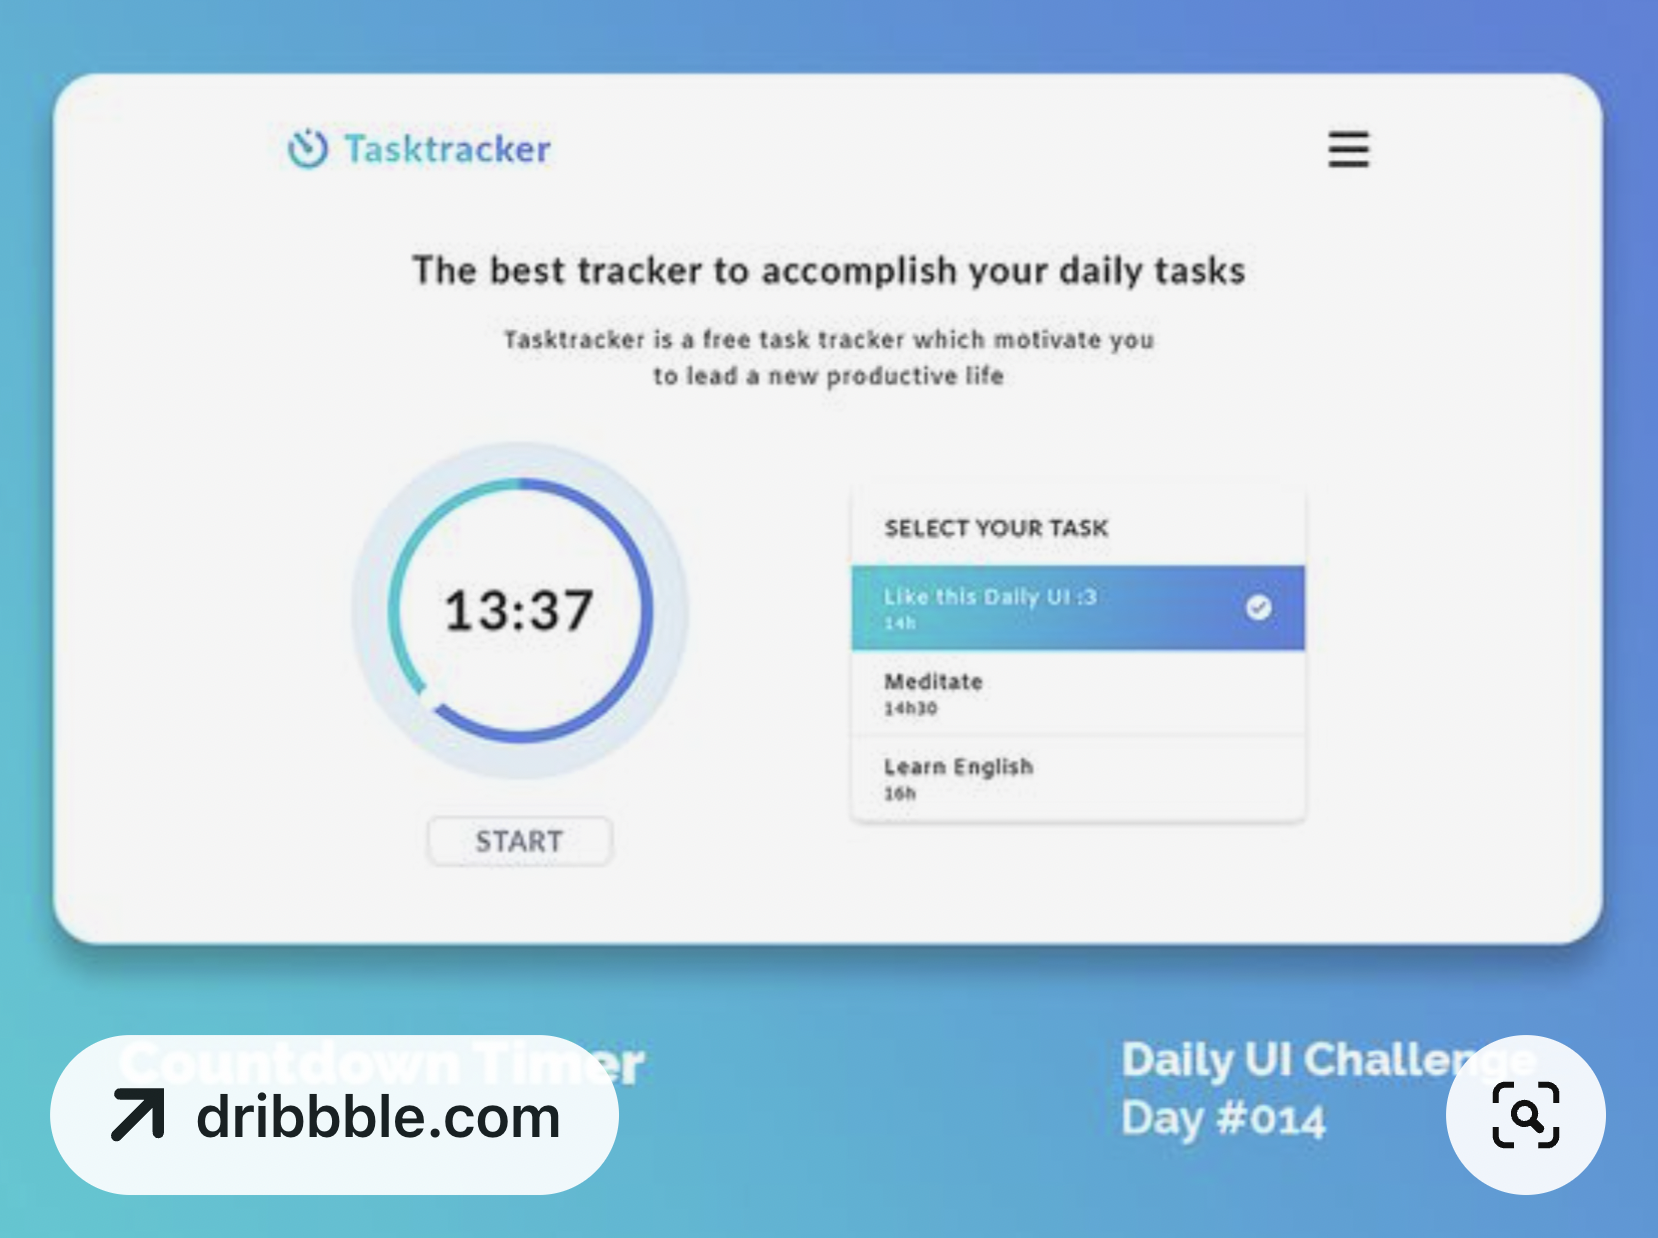 Tasktracker
The best tracker to accomplish your daily tasks
Tasktracker is a free task tracker which motivate you
to lead a new productive life
13:37
START
SELECT YOUR TASK
Like this Daily UI :3
14h
Meditate
14h30
Learn English
16h
Countdown Timer
dribbble.com
Daily UI Challenge
Day #014